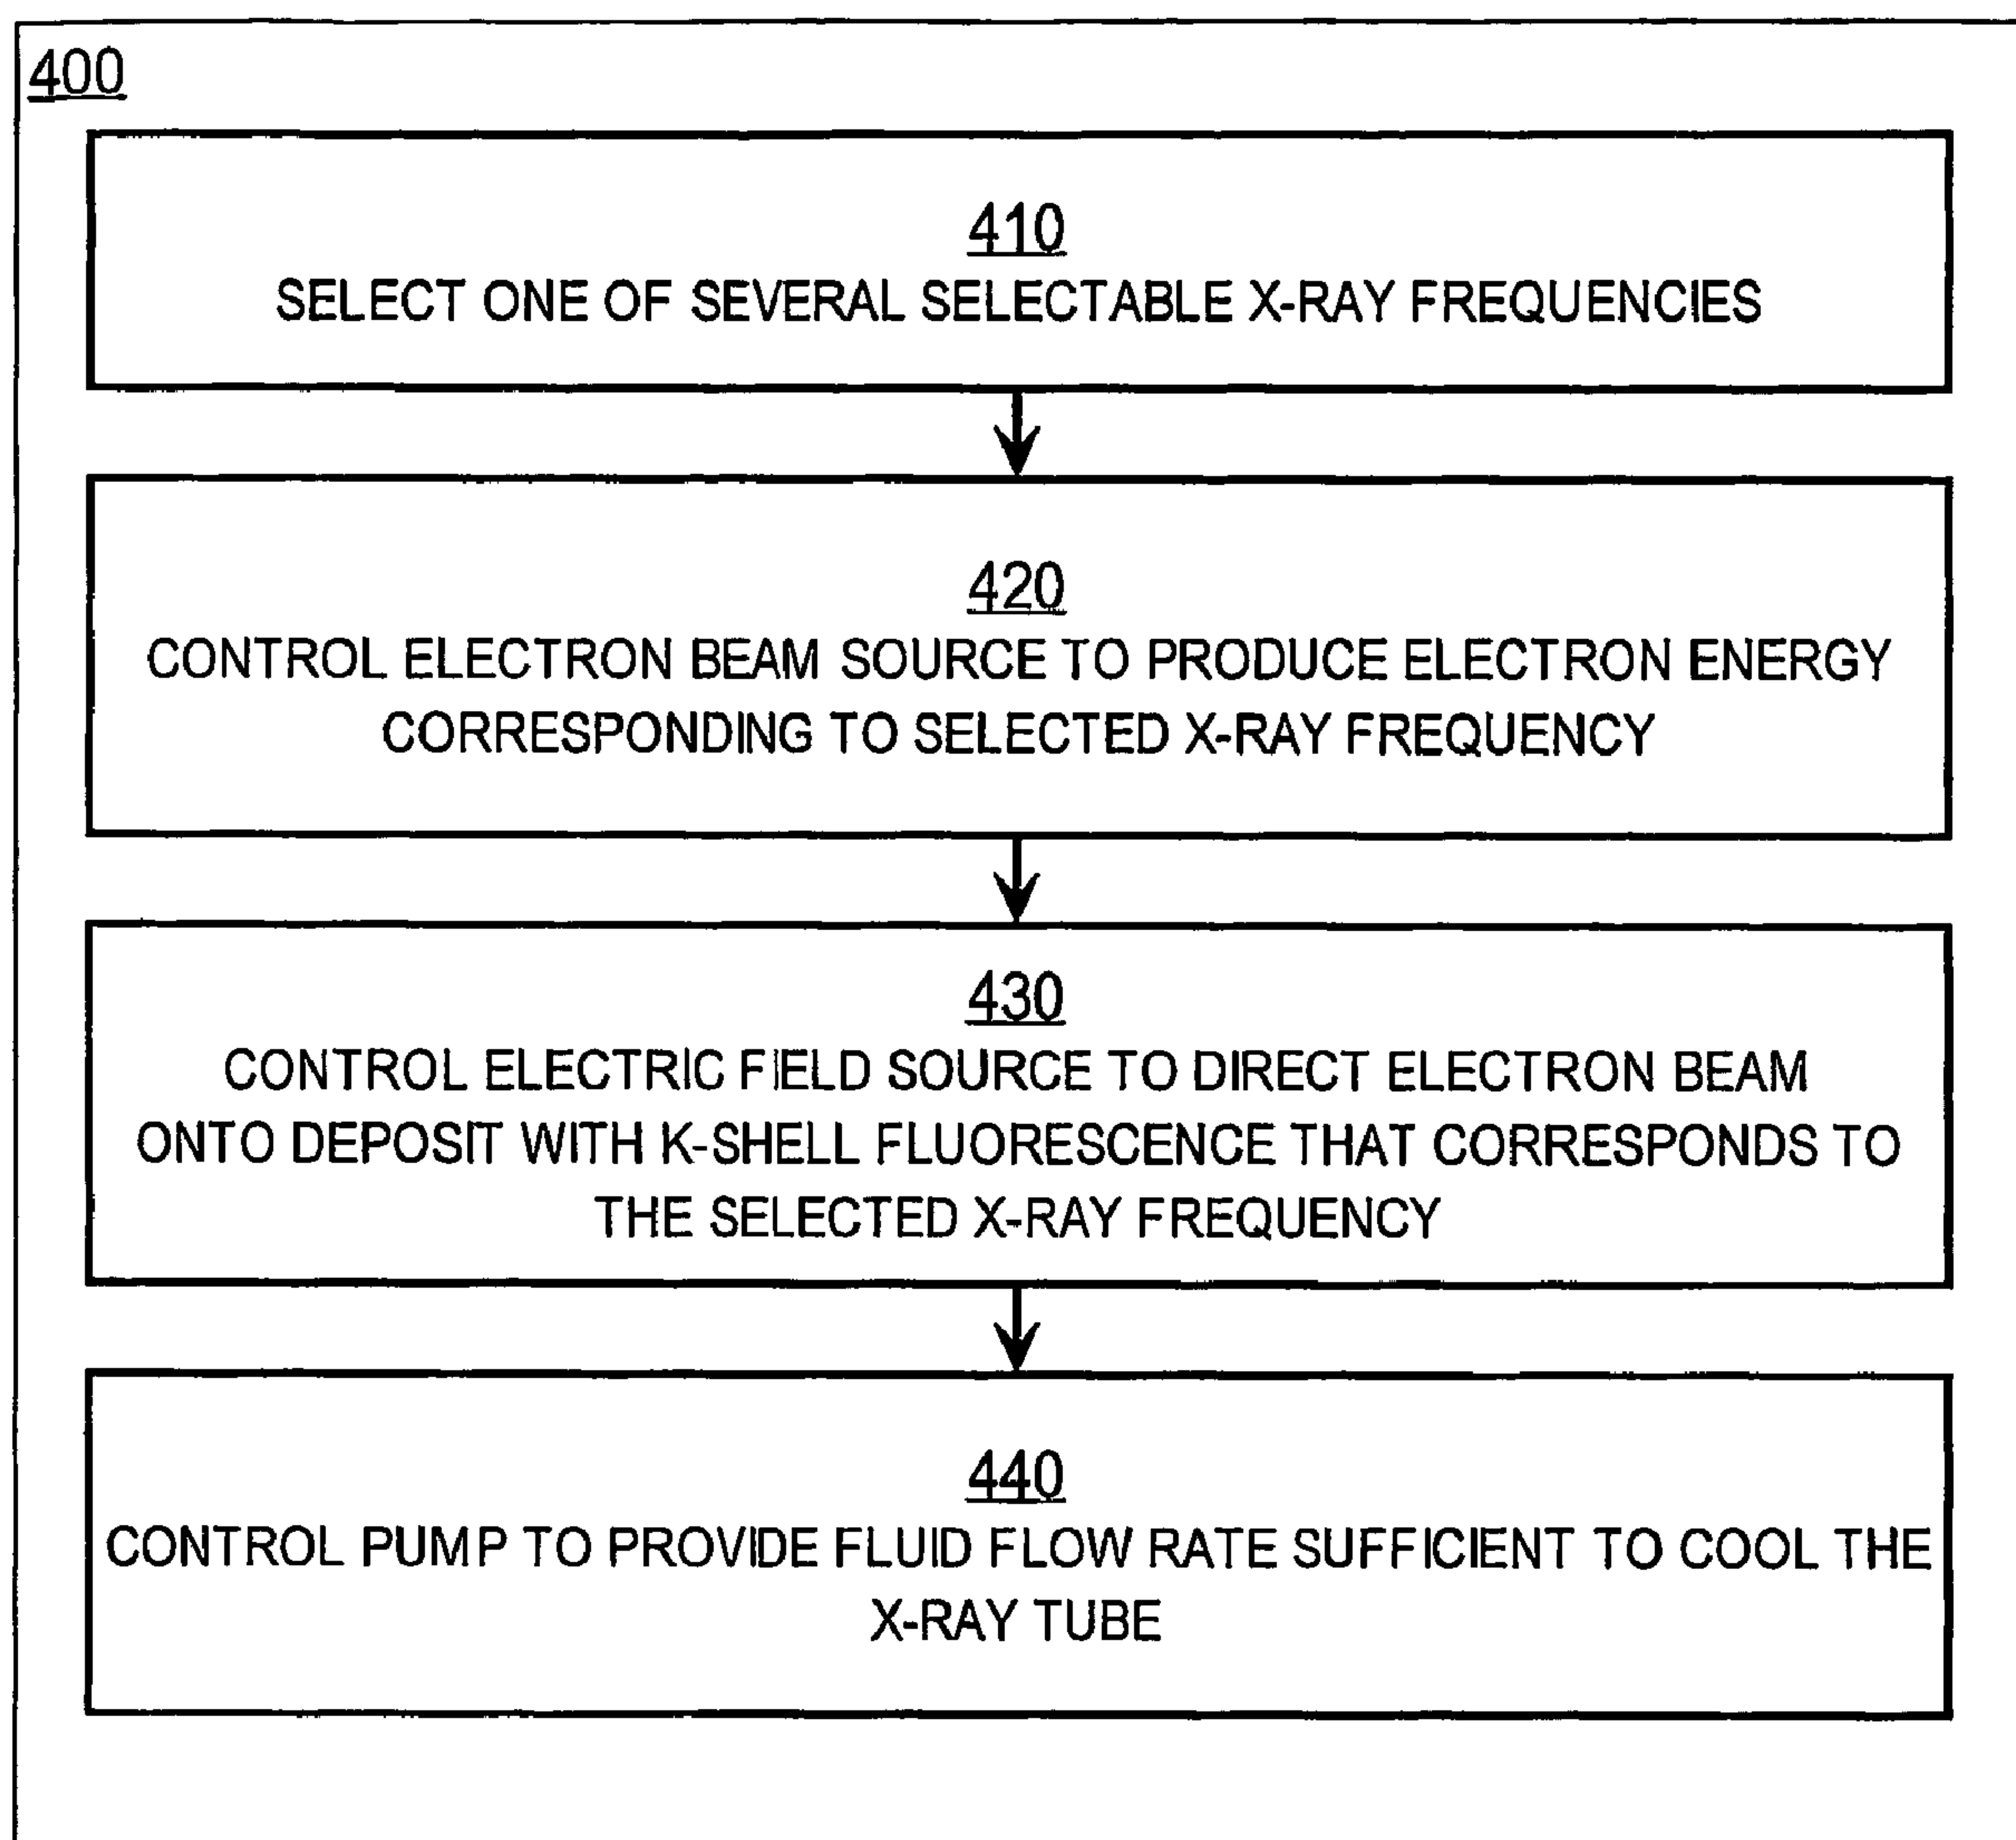 400
410
SELECT ONE OF SEVERAL SELECTABLE X-RAY FREQUENCIES
420
CONTROL ELECTRON BEAM SOURCE TO PRODUCE ELECTRON ENERGY
CORRESPONDING TO SELECTED X-RAY FREQUENCY
430
CONTROL ELECTRIC FIELD SOURCE TO DIRECT ELECTRON BEAM
ONTO DEPOSIT WITH K-SHELL FLUORESCENCE THAT CORRESPONDS TO
THE SELECTED X-RAY FREQUENCY
440
CONTROL PUMP TO PROVIDE FLUID FLOW RATE SUFFICIENT TO COOL THE
X-RAY TUBE